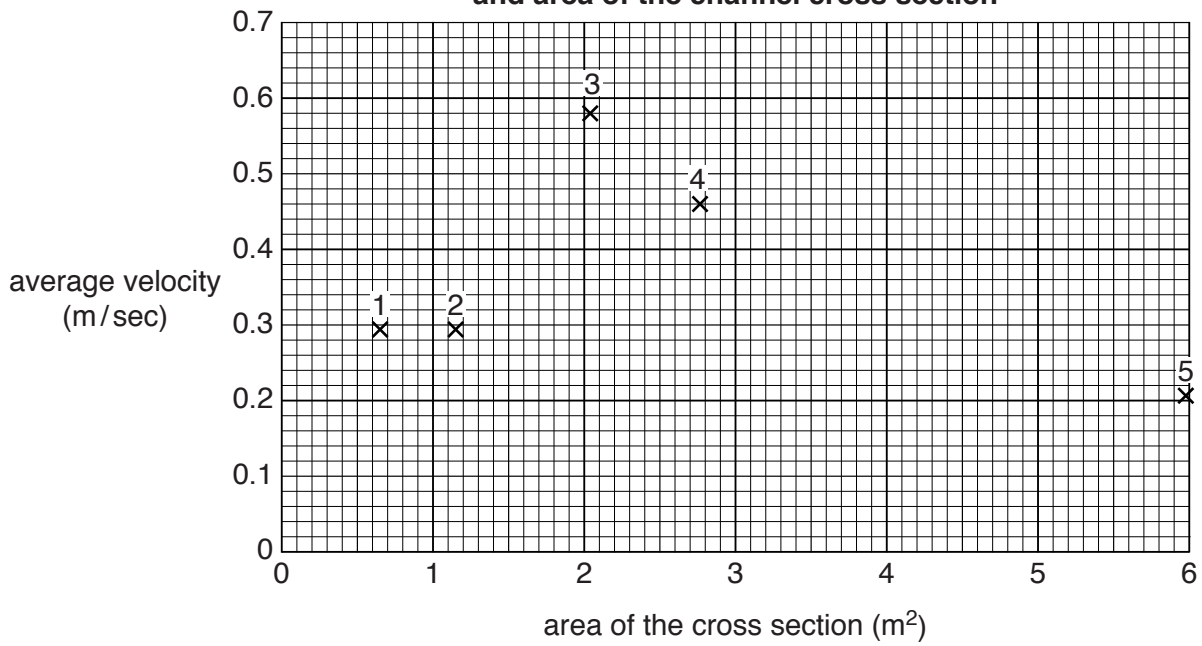 and area of the channel cross section
0.7
0.6
0.5
0.4
0.3
0.2
0.1
0
average velocity
(m/sec)
1
2
3
4
5
0 1 2 3 4 5 6
area of the cross section (m²)